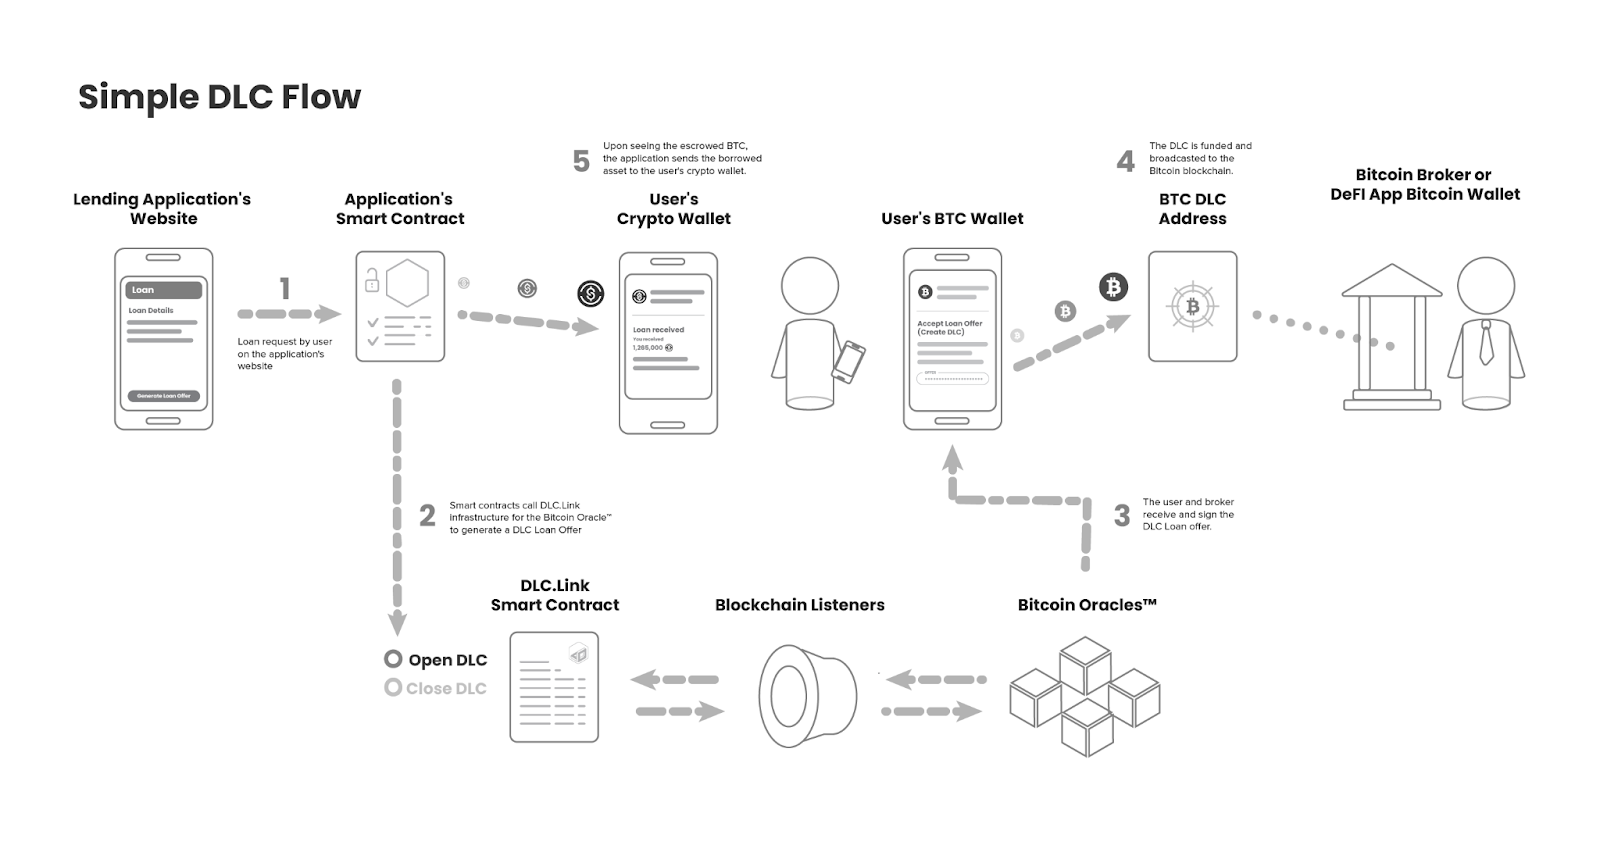 Simple DLC Flow
5
Upon seeing the escrowed BTC,
the application sends the borrowed
asset to the user's crypto wallet.
4
The DLC is funded and
broadcasted to the
Bitcoin blockchain.
Lending Application's
Website
Application's
Smart Contract
User's
Crypto Wallet
User's BTC Wallet
BTC DLC
Address
Bitcoin Broker or
DeFI App Bitcoin Wallet
Loan
Loan Details
Generate Loan Offer
1
Loan request by user
on the application's
website
Loan received
You received
1,265,000
Accept Loan Offer
(Create DLC)
2
Smart contracts call DLC.Link
infrastructure for the Bitcoin Oracle™
to generate a DLC Loan Offer
3
The user and broker
receive and sign the
DLC Loan offer.
DLC.Link
Smart Contract
Blockchain Listeners
Bitcoin Oracles™
Open DLC
Close DLC